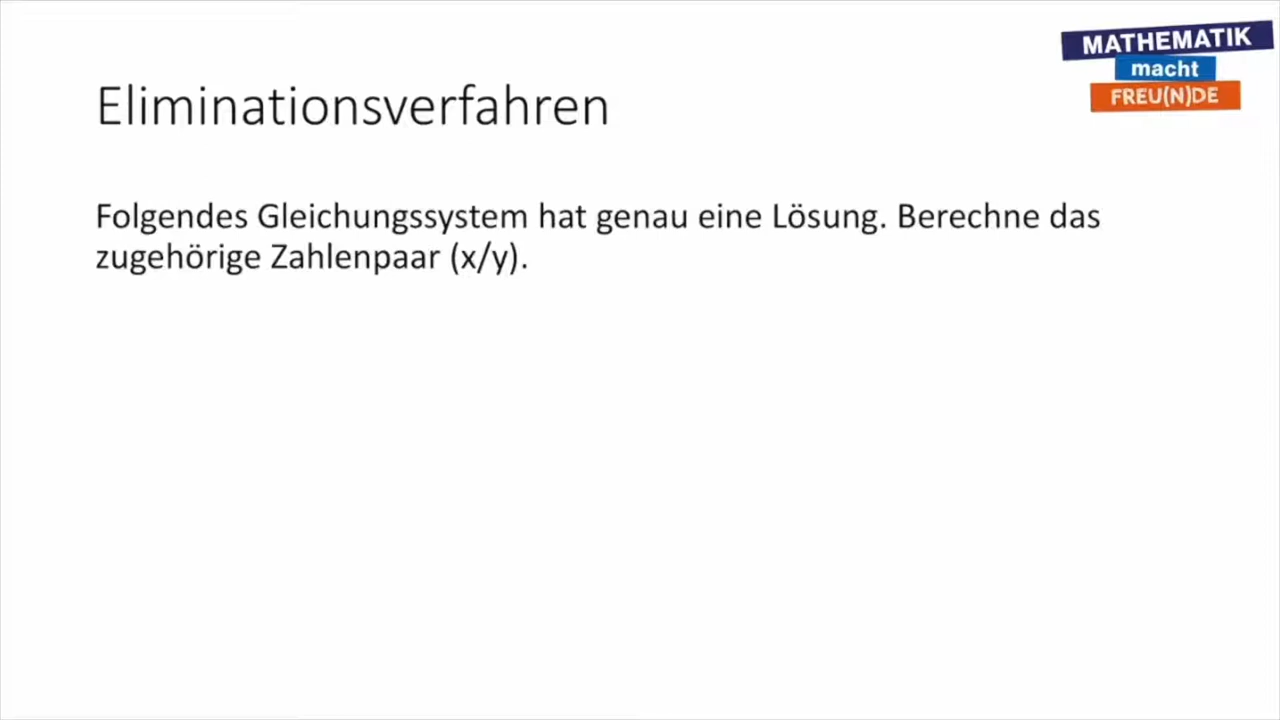 MATHEMATIK
macht
FREU(N)DE
Eliminationsverfahren
Folgendes Gleichungssystem hat genau eine Lösung. Berechne das
zugehörige Zahlenpaar (x/y).